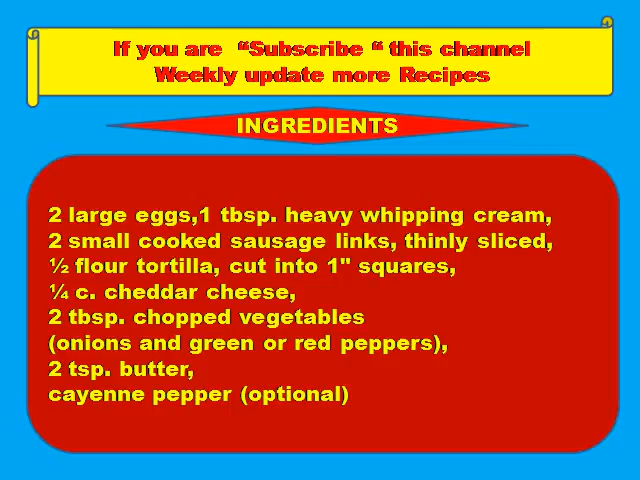 If you are “Subscribe “ this channel
Weekly update more Recipes
INGREDIENTS
2 large eggs,1 tbsp. heavy whipping cream,
2 small cooked sausage links, thinly sliced,
½ flour tortilla, cut into 1" squares,
¼ c. cheddar cheese,
2 tbsp. chopped vegetables
(onions and green or red peppers),
2 tsp. butter,
cayenne pepper (optional)